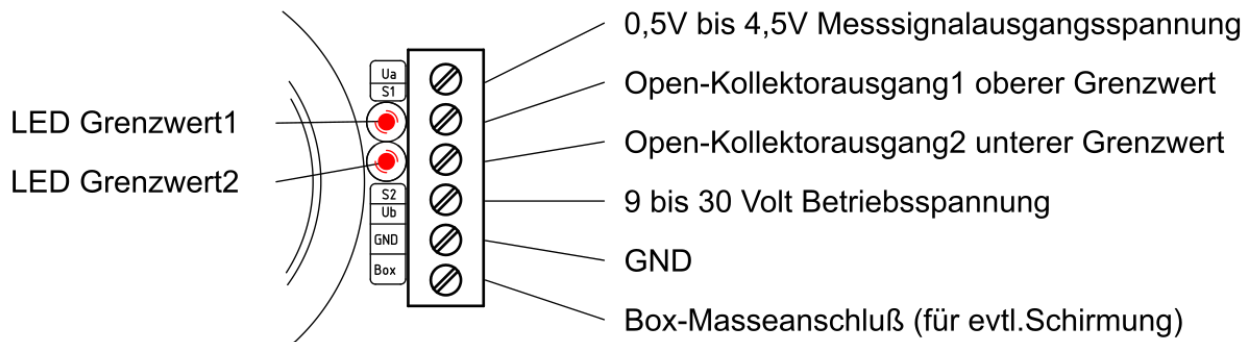 LED Grenzwert1
LED Grenzwert2
Ua
S1
S2
Ub
GND
Box
0,5V bis 4,5V Messsignalausgangsspannung
Open-Kollektorausgang1 oberer Grenzwert
Open-Kollektorausgang2 unterer Grenzwert
9 bis 30 Volt Betriebsspannung
GND
Box-Masseanschluß (für evtl.Schirmung)